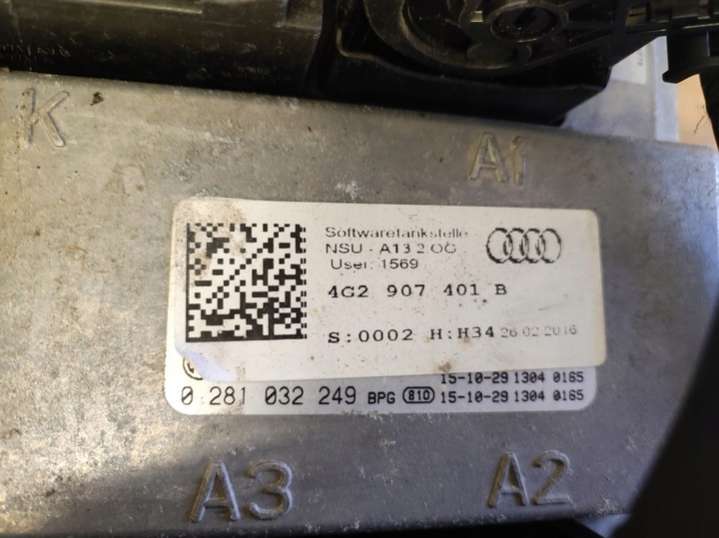 K
A1
Softwaretankstelle
NSU - A13 2.OG
User: 1569
4G2 907 401 B
S:0002 H:H34 26.02.2016
15-10-29 1304 0165
0 281 032 249 BPG 810 15-10-29 1304 0165
A3
A2